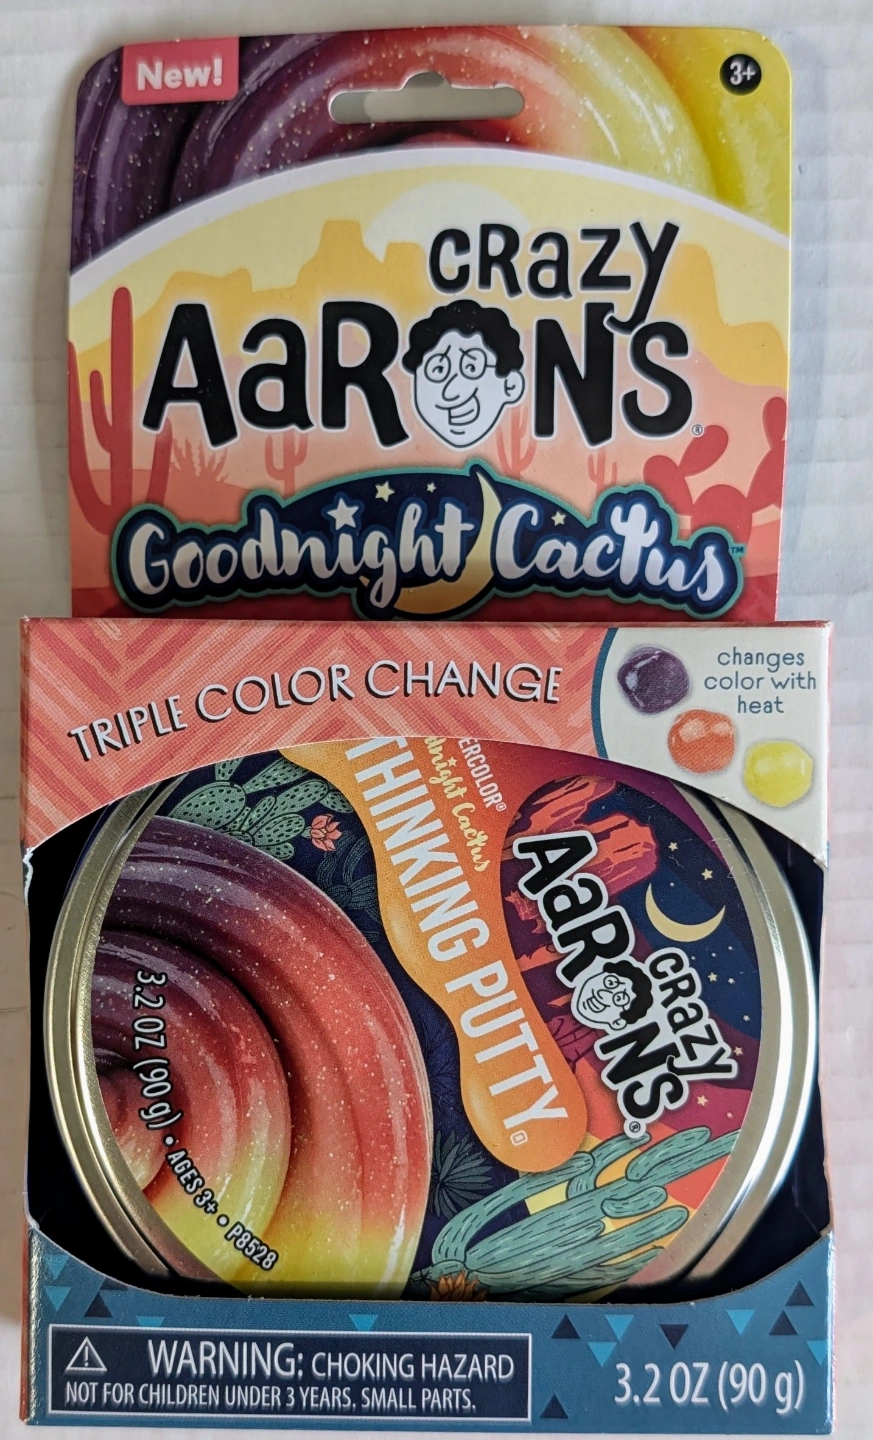 New!
3+
CRaZY
AaRONS®
Goodnight Cactus™
TRIPLE COLOR CHANGE
changes
color with
heat
THINKING PUTTY®
Cactus
CRaZY
AaRONS®
3.2 OZ (90 g) • AGES 3+ • P8528
WARNING: CHOKING HAZARD
NOT FOR CHILDREN UNDER 3 YEARS. SMALL PARTS.
3.2 OZ (90 g)